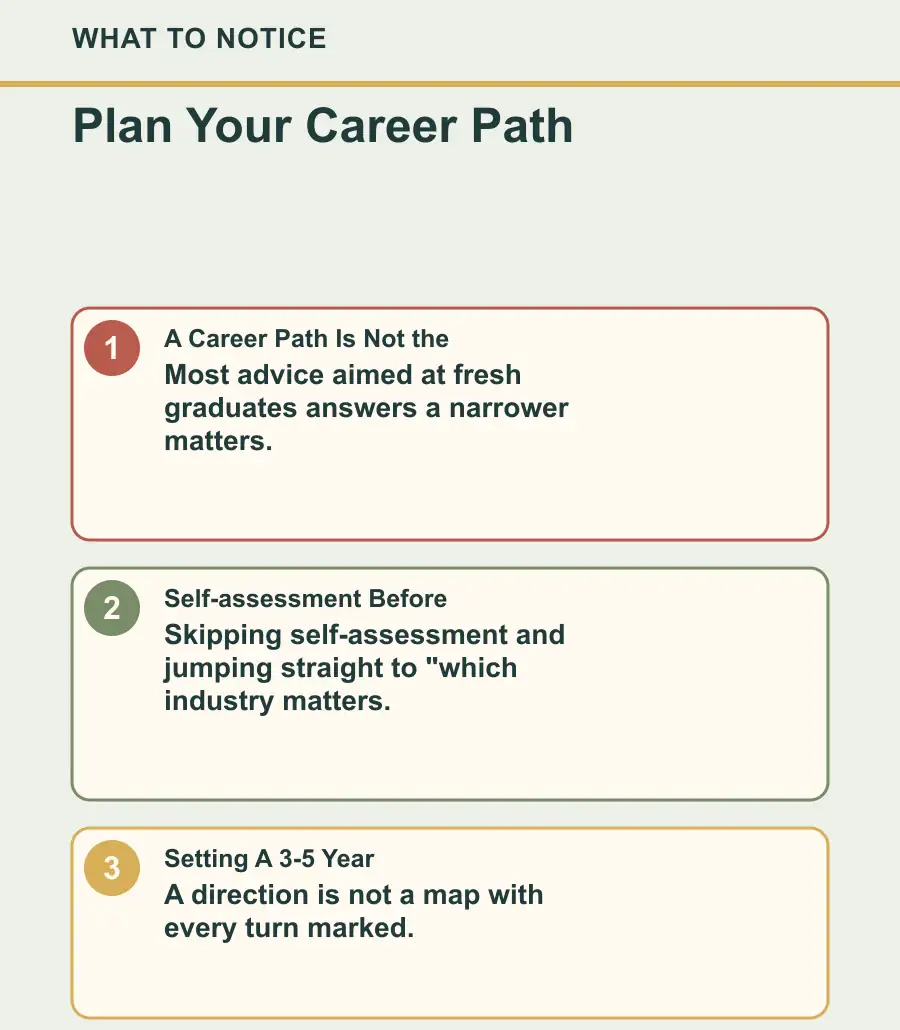 WHAT TO NOTICE
Plan Your Career Path
1
A Career Path Is Not the
Most advice aimed at fresh
graduates answers a narrower
matters.
2
Self-assessment Before
Skipping self-assessment and
jumping straight to "which
industry matters.
3
Setting A 3-5 Year
A direction is not a map with
every turn marked.